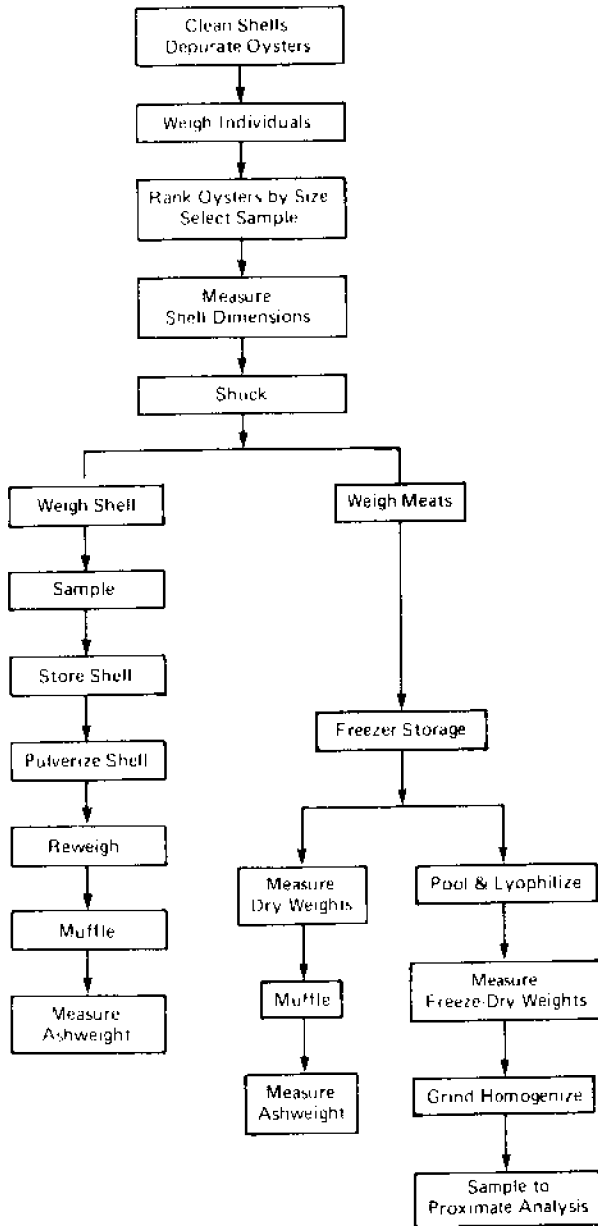 Clean Shells
Depurate Oysters
Weigh Individuals
Rank Oysters by Size
Select Sample
Measure
Shell Dimensions
Shuck
Weigh Shell
Weigh Meats
Sample
Store Shell
Freezer Storage
Pulverize Shell
Reweigh
Measure
Dry Weights
Pool & Lyophilize
Muffle
Measure
Freeze-Dry Weights
Muffle
Measure
Ashweight
Measure
Ashweight
Grind Homogenize
Sample to
Proximate Analysis